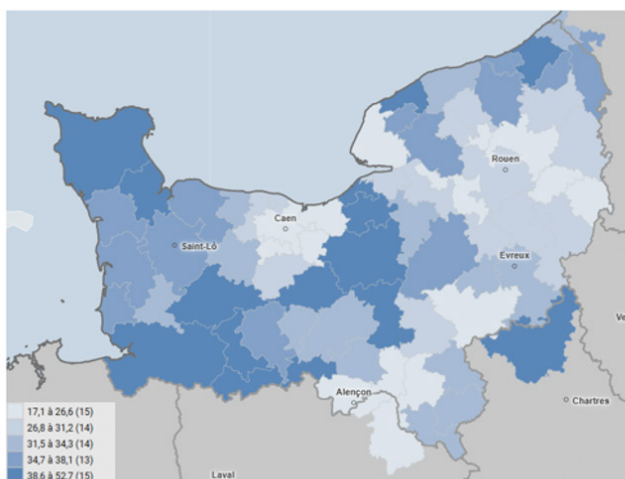 Rouen
Caen
Saint-Lô
Évreux
Alençon
Chartres
Laval
17,1 à 26,6 (15)
26,8 à 31,2 (14)
31,5 à 34,3 (14)
34,7 à 38,1 (13)
38,6 à 52,7 (15)